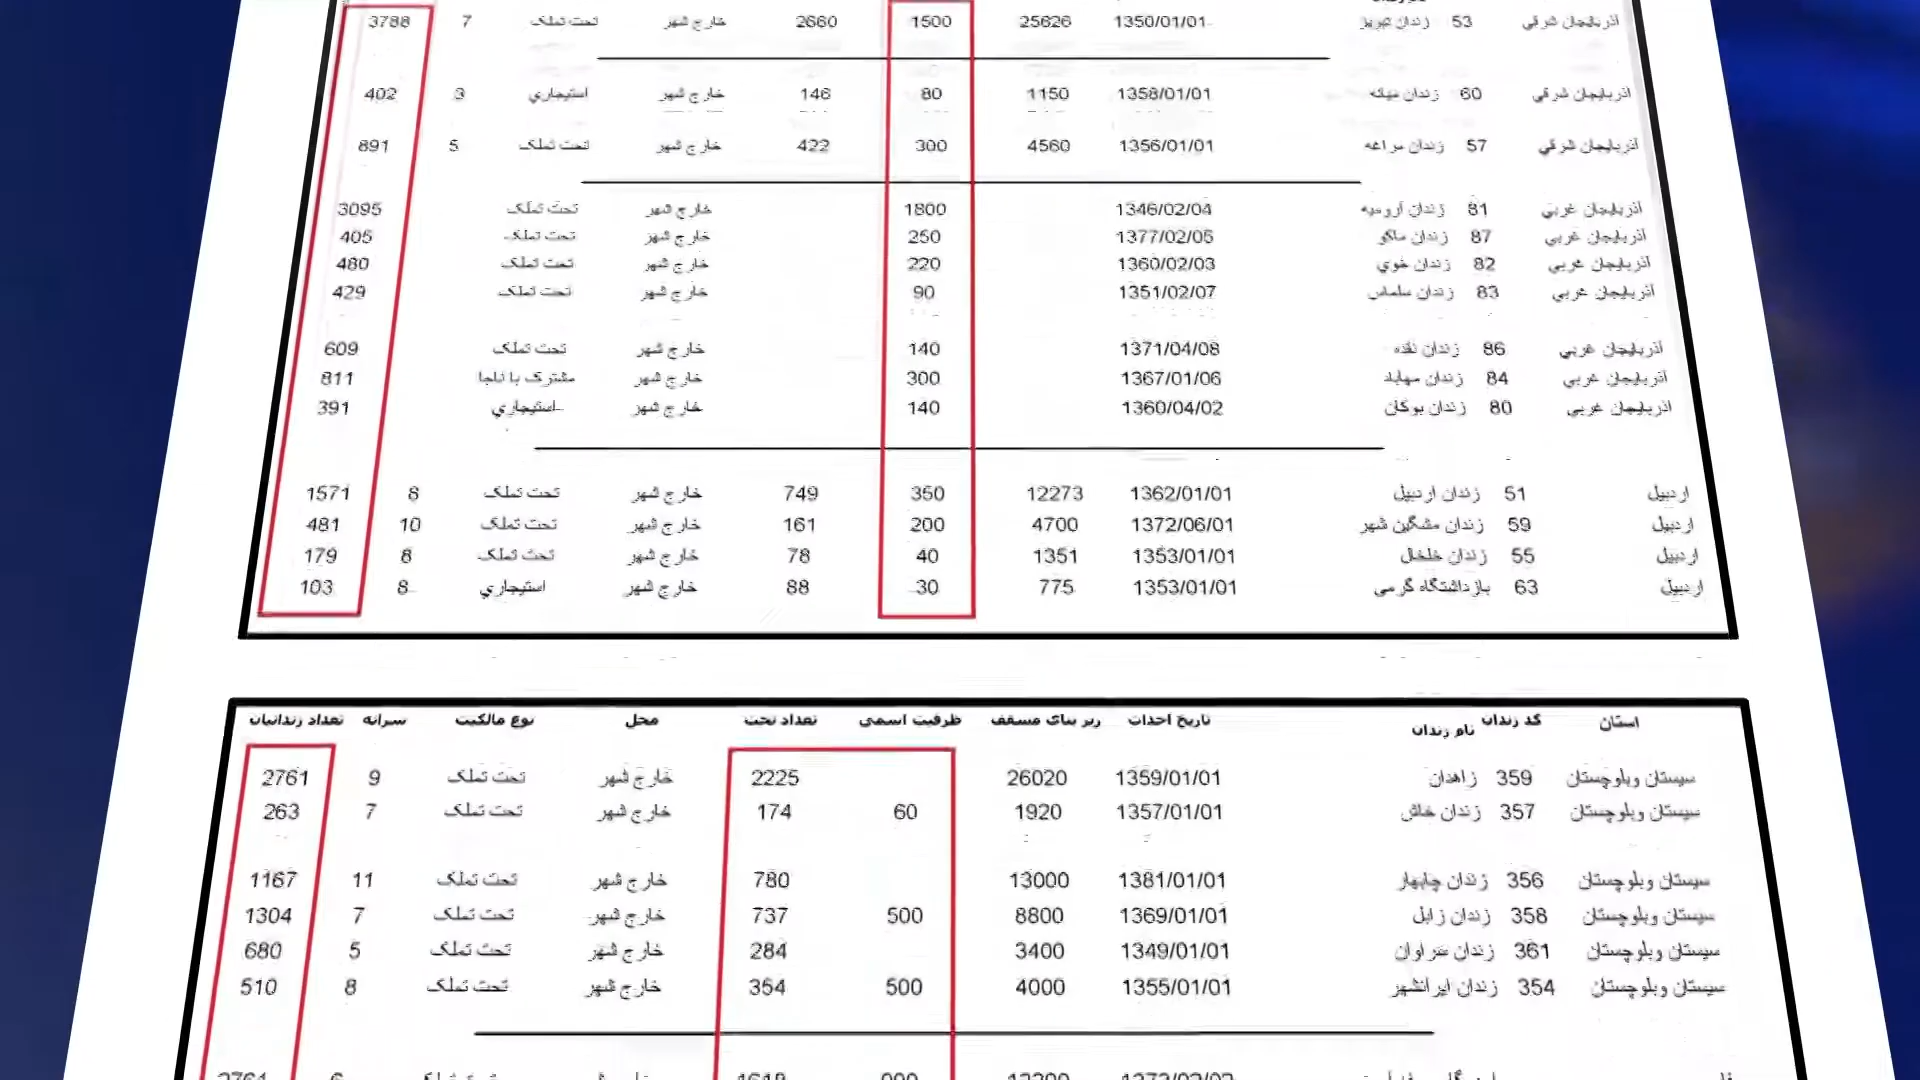 آذربایجان شرقی 53 زندان تبریز 1350/01/01 25626 1500 2660 خارج شهر تحت تملک 7 3788
آذربایجان شرقی 60 زندان میانه 1358/01/01 1150 80 146 خارج شهر استیجاري 3 402
آذربایجان شرقی 57 زندان مراغه 1356/01/01 4560 300 422 خارج شهر تحت تملک 5 891
آذربایجان غربي 81 زندان ارومیه 1346/02/04 1800 خارج شهر تحت تملک 3095
آذربایجان غربي 87 زندان ماکو 1377/02/05 250 خارج شهر تحت تملک 405
آذربایجان غربي 82 زندان خوي 1360/02/03 220 خارج شهر تحت تملک 480
آذربایجان غربي 83 زندان سلماس 1351/02/07 90 خارج شهر تحت تملک 429
آذربایجان غربي 86 زندان نقده 1371/04/08 140 خارج شهر تحت تملک 609
آذربایجان غربي 84 زندان مهاباد 1367/01/06 300 خارج شهر مشترک با ناجا 811
آذربایجان غربي 80 زندان بوکان 1360/04/02 140 خارج شهر استیجاري 391
اردبیل 51 زندان اردبیل 1362/01/01 12273 350 749 خارج شهر تحت تملک 8 1571
اردبیل 59 زندان مشگین شهر 1372/06/01 4700 200 161 خارج شهر تحت تملک 10 481
اردبیل 55 زندان خلخال 1353/01/01 1351 40 78 خارج شهر تحت تملک 8 179
اردبیل 63 بازداشتگاه گرمی 1353/01/01 775 30 88 خارج شهر استیجاري 8 103
استان کد زندان نام زندان تاریخ احداث زیر بنای مسقف ظرفیت اسمی تعداد تخت محل نوع مالکیت سرانه تعداد زندانیان
سیستان وبلوچستان 359 زاهدان 1359/01/01 26020 2225 خارج شهر تحت تملک 9 2761
سیستان وبلوچستان 357 زندان خاش 1357/01/01 1920 60 174 خارج شهر تحت تملک 7 263
سیستان وبلوچستان 356 زندان چابهار 1381/01/01 13000 780 خارج شهر تحت تملک 11 1167
سیستان وبلوچستان 358 زندان زابل 1369/01/01 8800 500 737 خارج شهر تحت تملک 7 1304
سیستان وبلوچستان 361 زندان سراوان 1349/01/01 3400 284 خارج شهر تحت تملک 5 680
سیستان وبلوچستان 354 زندان ایرانشهر 1355/01/01 4000 500 354 خارج شهر تحت تملک 8 510